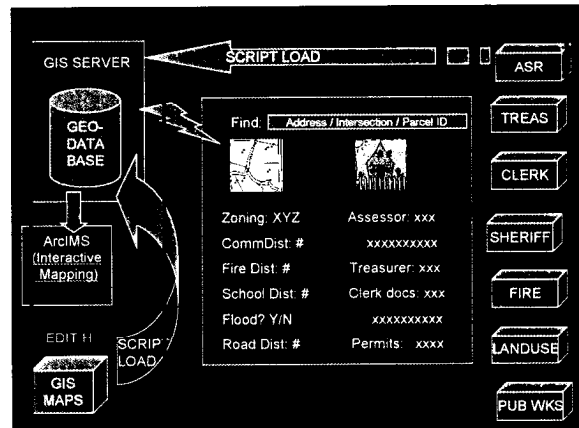 GIS SERVER
SCRIPT LOAD
ASR
GEO-
DATA
BASE
Find: Address / Intersection / Parcel ID
TREAS
CLERK
SHERIFF
FIRE
LANDUSE
PUB WKS
Zoning: XYZ
CommDist: #
Fire Dist: #
School Dist: #
Flood? Y/N
Road Dist: #
Assessor: xxx
xxxxxxxxxx
Treasurer: xxx
Clerk docs: xxx
xxxxxxxxxx
Permits: xxxx
ArcIMS
(Interactive
Mapping)
EDIT H
SCRIP
LOAD
GIS
MAPS